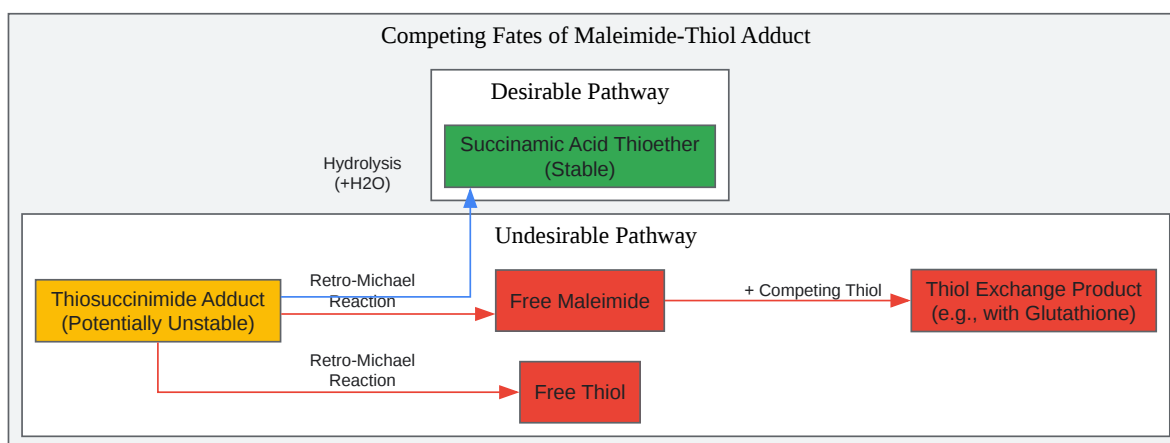 Competing Fates of Maleimide-Thiol Adduct
Desirable Pathway
Succinamic Acid Thioether
(Stable)
Hydrolysis
(+H2O)
Undesirable Pathway
Thiosuccinimide Adduct
(Potentially Unstable)
Retro-Michael
Reaction
Free Maleimide
+ Competing Thiol
Thiol Exchange Product
(e.g., with Glutathione)
Retro-Michael
Reaction
Free Thiol